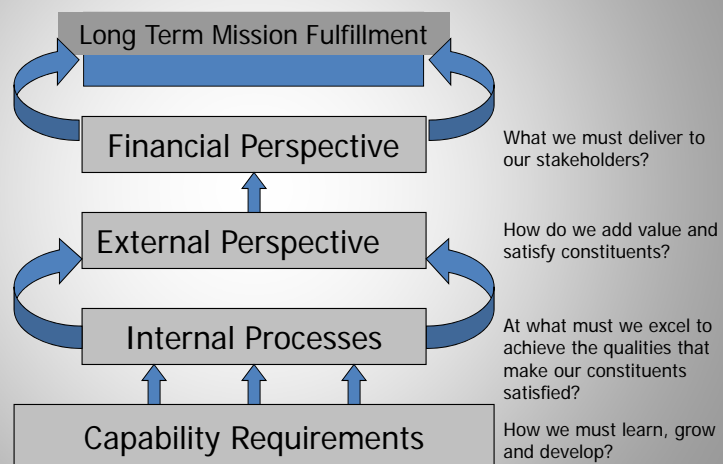 Long Term Mission Fulfillment
Financial Perspective
What we must deliver to
our stakeholders?
External Perspective
How do we add value and
satisfy constituents?
Internal Processes
At what must we excel to
achieve the qualities that
make our constituents
satisfied?
Capability Requirements
How we must learn, grow
and develop?